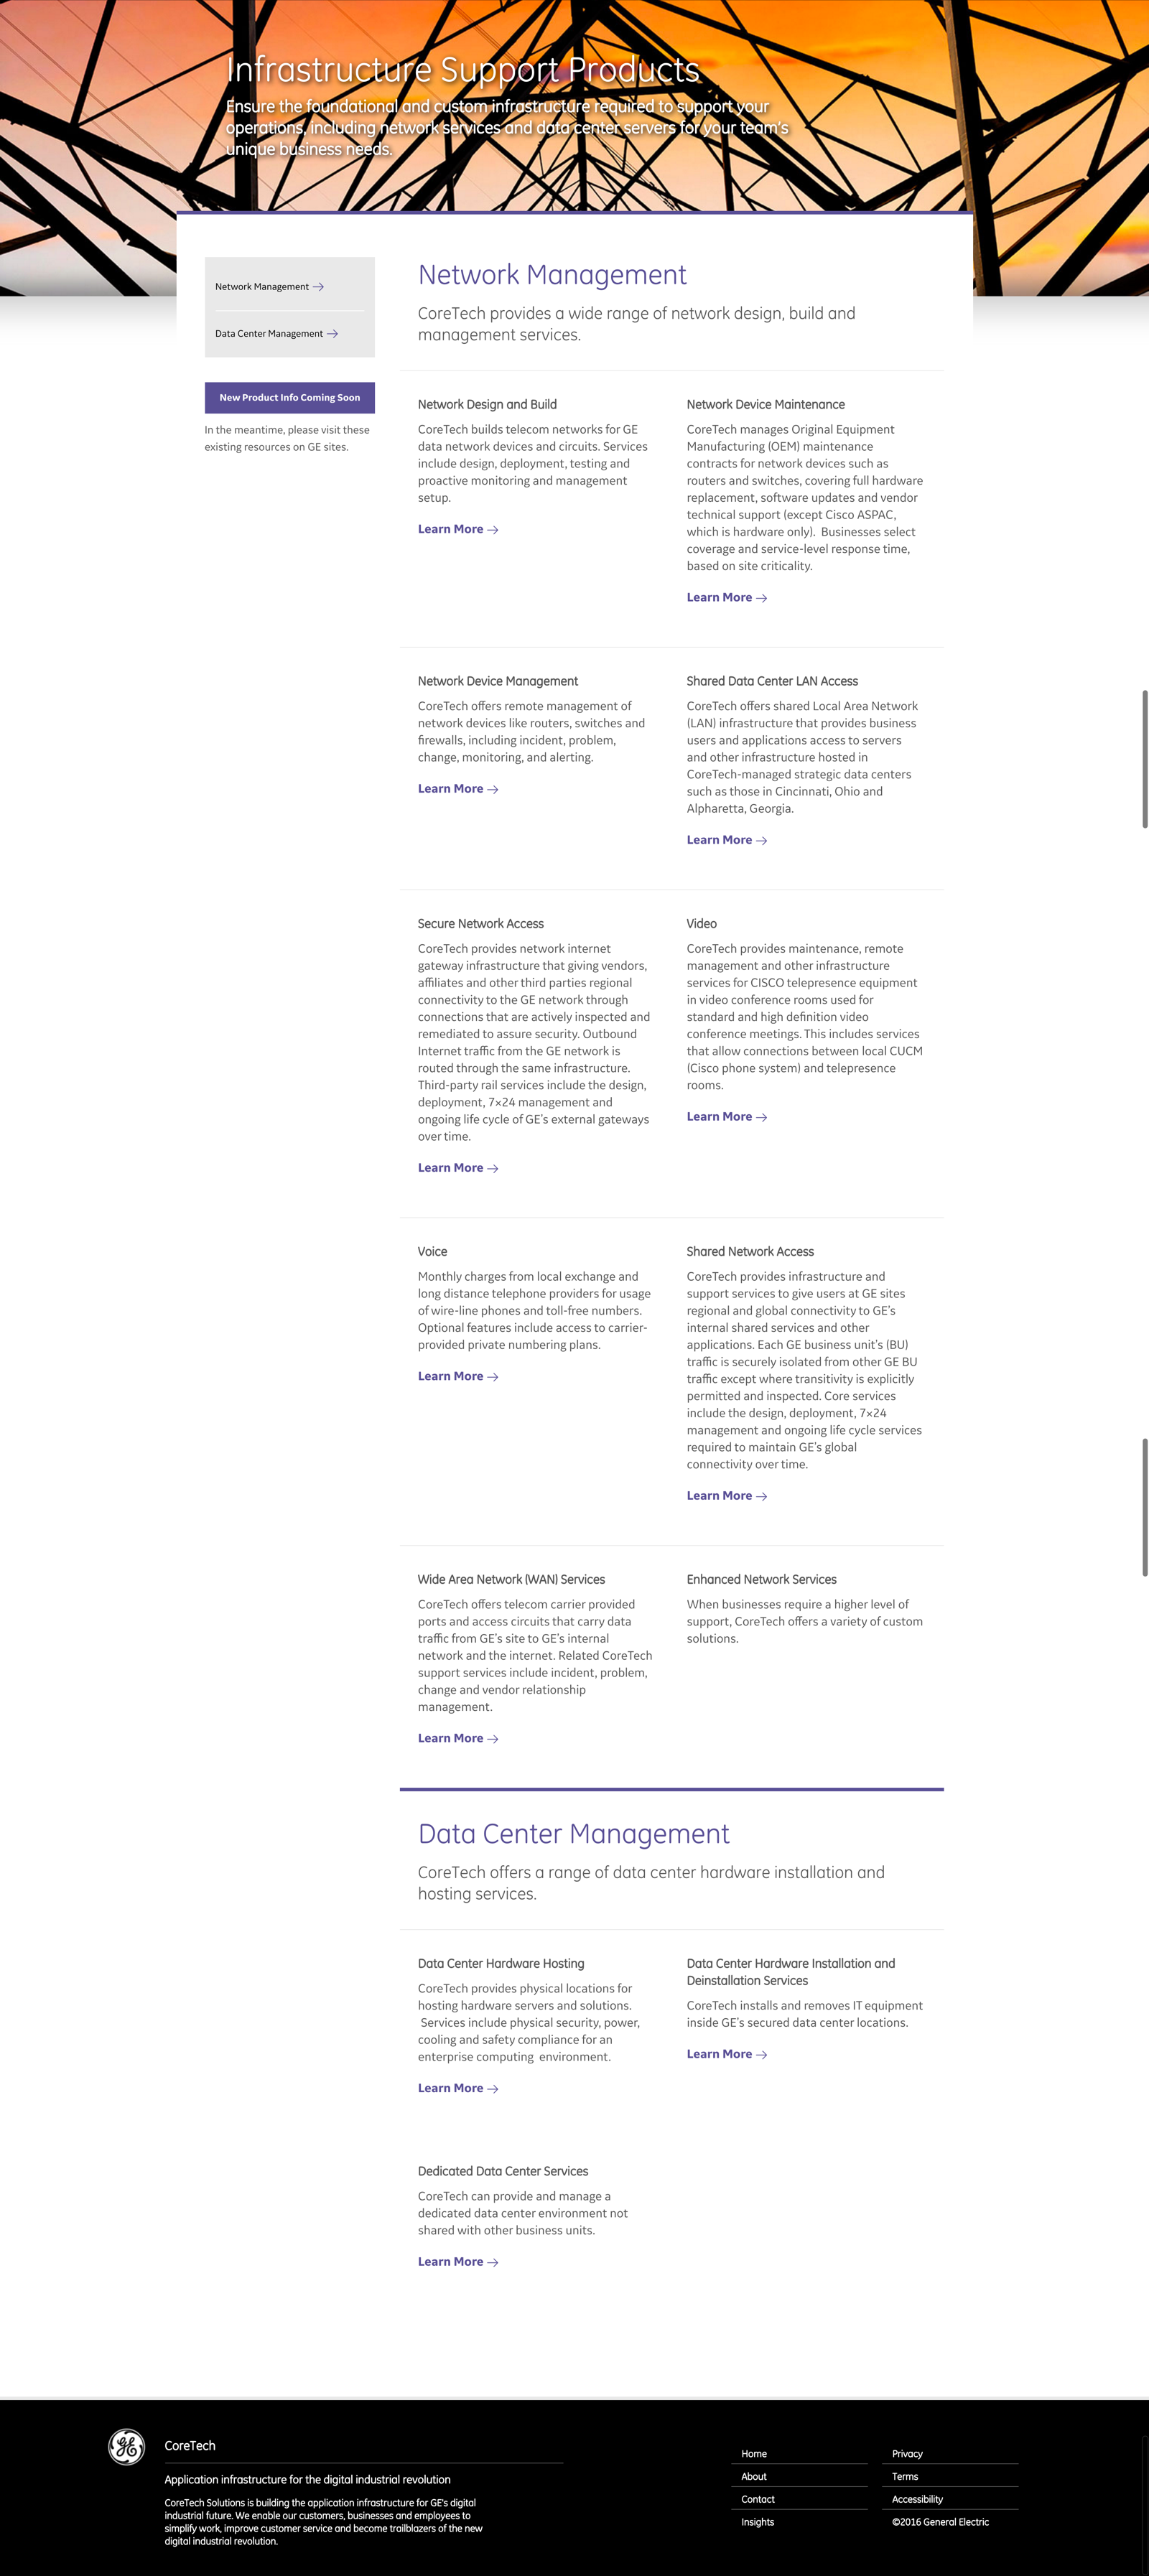 Infrastructure Support Products
Ensure the foundational and custom infrastructure required to support your
operations, including network services and data center servers for your team's
unique business needs.
Network Management →
Data Center Management →
New Product Info Coming Soon
In the meantime, please visit these
existing resources on GE sites.
Network Management
CoreTech provides a wide range of network design, build and
management services.
Network Design and Build
CoreTech builds telecom networks for GE
data network devices and circuits. Services
include design, deployment, testing and
proactive monitoring and management
setup.
Learn More →
Network Device Maintenance
CoreTech manages Original Equipment
Manufacturing (OEM) maintenance
contracts for network devices such as
routers and switches, covering full hardware
replacement, software updates and vendor
technical support (except Cisco ASPAC,
which is hardware only).  Businesses select
coverage and service-level response time,
based on site criticality.
Learn More →
Network Device Management
CoreTech offers remote management of
network devices like routers, switches and
firewalls, including incident, problem,
change, monitoring, and alerting.
Learn More →
Shared Data Center LAN Access
CoreTech offers shared Local Area Network
(LAN) infrastructure that provides business
users and applications access to servers
and other infrastructure hosted in
CoreTech-managed strategic data centers
such as those in Cincinnati, Ohio and
Alpharetta, Georgia.
Learn More →
Secure Network Access
CoreTech provides network internet
gateway infrastructure that giving vendors,
affiliates and other third parties regional
connectivity to the GE network through
connections that are actively inspected and
remediated to assure security. Outbound
Internet traffic from the GE network is
routed through the same infrastructure.
Third-party rail services include the design,
deployment, 7×24 management and
ongoing life cycle of GE's external gateways
over time.
Learn More →
Video
CoreTech provides maintenance, remote
management and other infrastructure
services for CISCO telepresence equipment
in video conference rooms used for
standard and high definition video
conference meetings. This includes services
that allow connections between local CUCM
(Cisco phone system) and telepresence
rooms.
Learn More →
Voice
Monthly charges from local exchange and
long distance telephone providers for usage
of wire-line phones and toll-free numbers.
Optional features include access to carrier-
provided private numbering plans.
Learn More →
Shared Network Access
CoreTech provides infrastructure and
support services to give users at GE sites
regional and global connectivity to GE's
internal shared services and other
applications. Each GE business unit's (BU)
traffic is securely isolated from other GE BU
traffic except where transitivity is explicitly
permitted and inspected. Core services
include the design, deployment, 7×24
management and ongoing life cycle services
required to maintain GE's global
connectivity over time.
Learn More →
Wide Area Network (WAN) Services
CoreTech offers telecom carrier provided
ports and access circuits that carry data
traffic from GE's site to GE's internal
network and the internet. Related CoreTech
support services include incident, problem,
change and vendor relationship
management.
Learn More →
Enhanced Network Services
When businesses require a higher level of
support, CoreTech offers a variety of custom
solutions.
Data Center Management
CoreTech offers a range of data center hardware installation and
hosting services.
Data Center Hardware Hosting
CoreTech provides physical locations for
hosting hardware servers and solutions.
Services include physical security, power,
cooling and safety compliance for an
enterprise computing  environment.
Learn More →
Data Center Hardware Installation and
Deinstallation Services
CoreTech installs and removes IT equipment
inside GE's secured data center locations.
Learn More →
Dedicated Data Center Services
CoreTech can provide and manage a
dedicated data center environment not
shared with other business units.
Learn More →
GE
CoreTech
Application infrastructure for the digital industrial revolution
CoreTech Solutions is building the application infrastructure for GE's digital
industrial future. We enable our customers, businesses and employees to
simplify work, improve customer service and become trailblazers of the new
digital industrial revolution.
Home
About
Contact
Insights
Privacy
Terms
Accessibility
©2016 General Electric